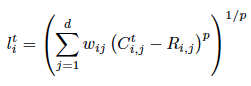 l_i^t = \left( \sum_{j=1}^{d} w_{ij} \left( C_{i,j}^t - R_{i,j} \right)^p \right)^{1/p}